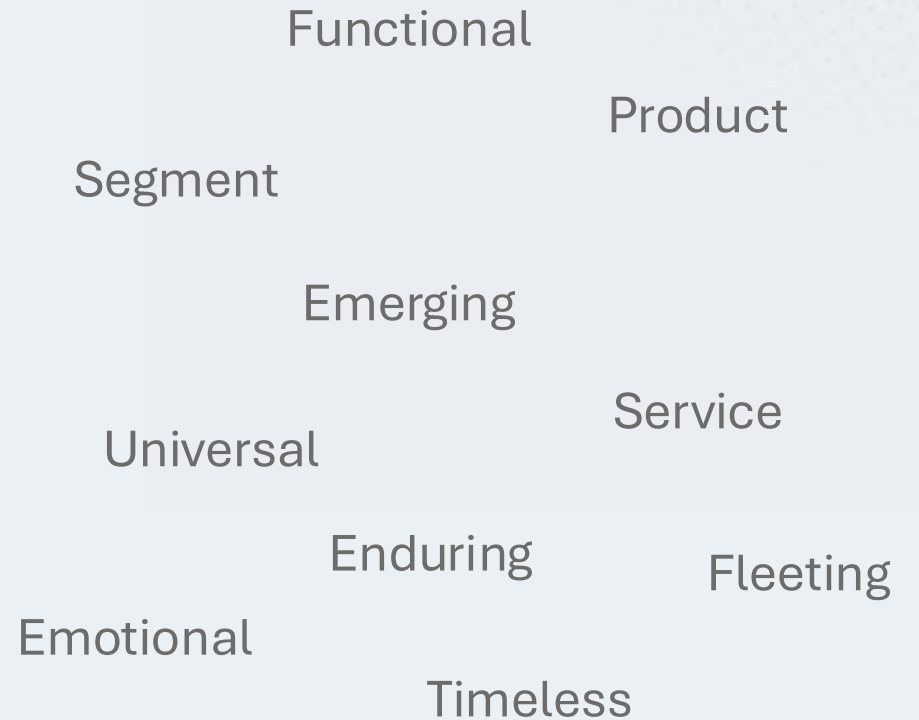 Functional
Product
Segment
Emerging
Service
Universal
Enduring
Fleeting
Emotional
Timeless